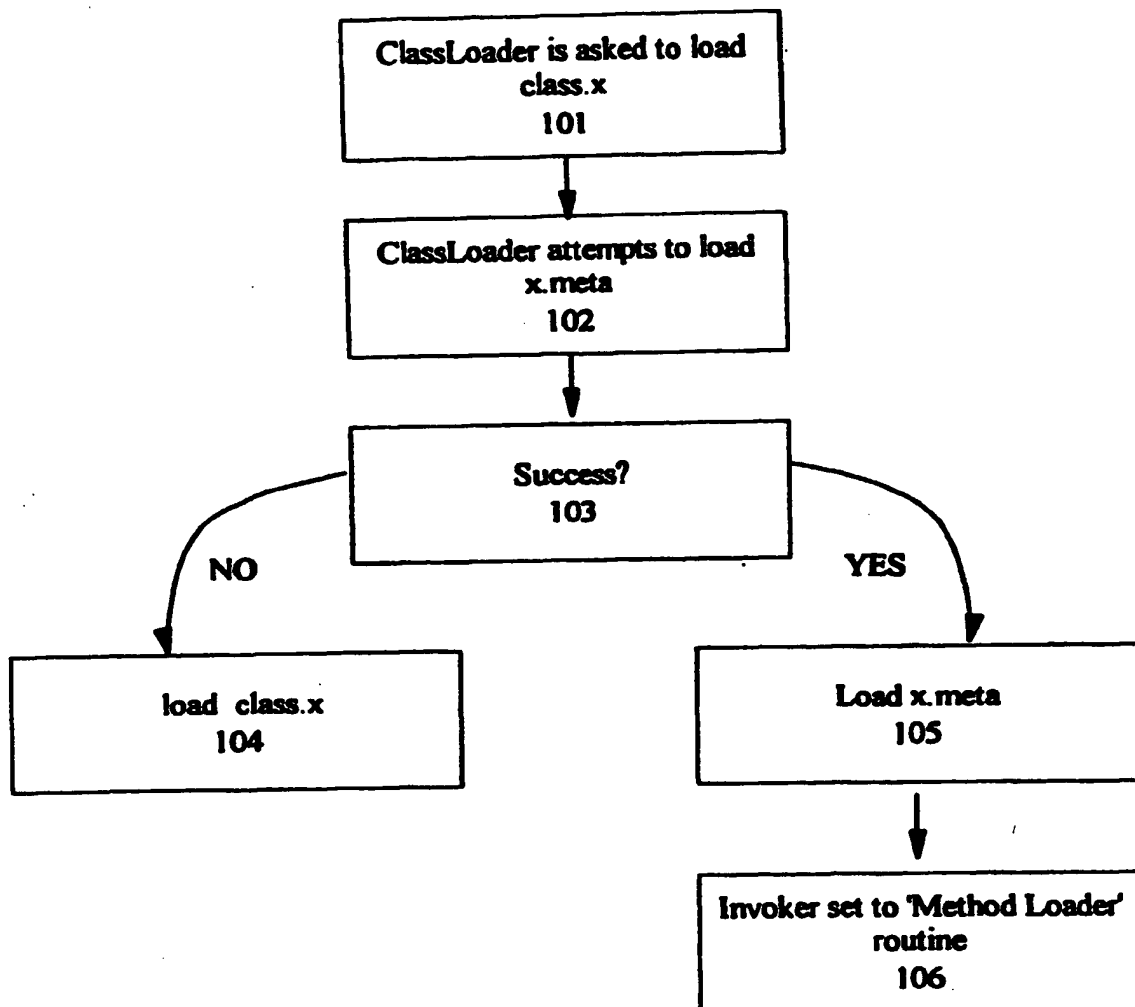 ClassLoader is asked to load
class.x
101
ClassLoader attempts to load
x.meta
102
Success?
103
NO
YES
load class.x
104
Load x.meta
105
Invoker set to 'Method Loader'
routine
106